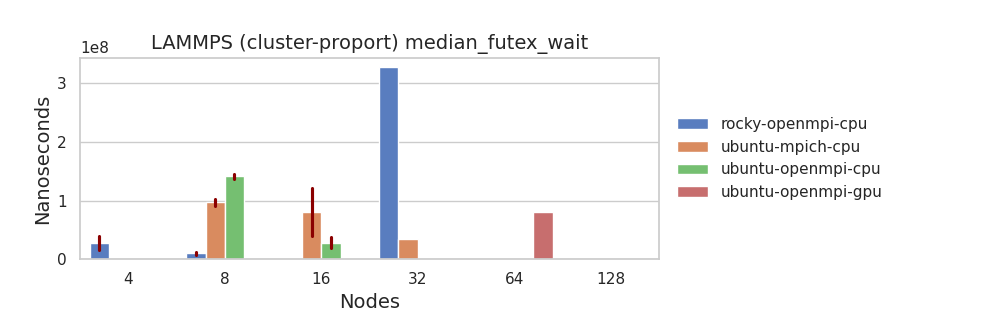 LAMMPS (cluster-proport) median_futex_wait
1e8
3
2
1
0
Nanoseconds
4 8 16 32 64 128
Nodes
rocky-openmpi-cpu
ubuntu-mpich-cpu
ubuntu-openmpi-cpu
ubuntu-openmpi-gpu